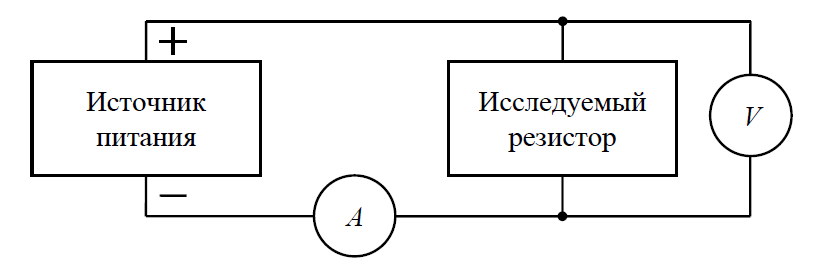 +
Источник
питания
−
A
Исследуемый
резистор
V